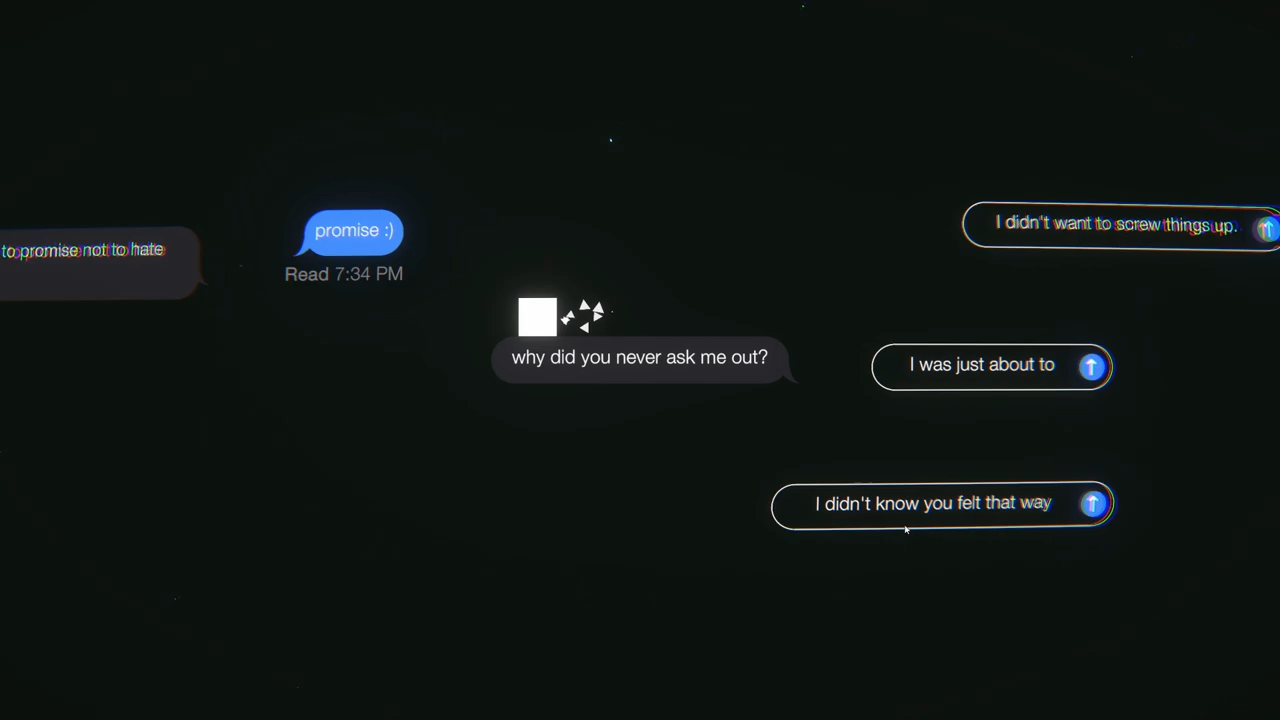 to promise not to hate
promise :)
Read 7:34 PM
why did you never ask me out?
I didn't want to screw things up.
I was just about to
I didn't know you felt that way